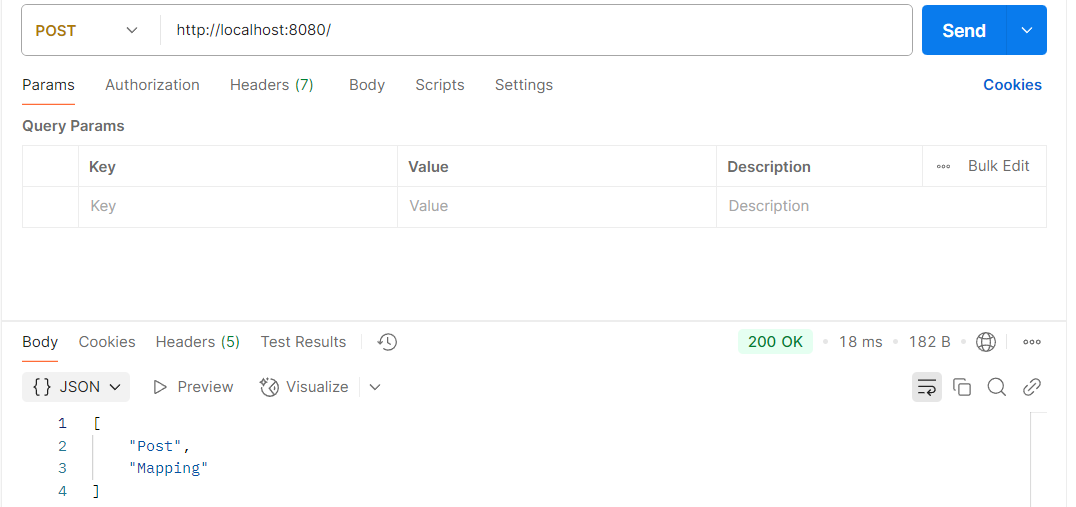 POST http://localhost:8080/ Send
Params Authorization Headers (7) Body Scripts Settings Cookies
Query Params
Key Value Description Bulk Edit
Key Value Description
Body Cookies Headers (5) Test Results 200 OK 18 ms 182 B
{} JSON Preview Visualize
1 [
2 "Post",
3 "Mapping"
4 ]